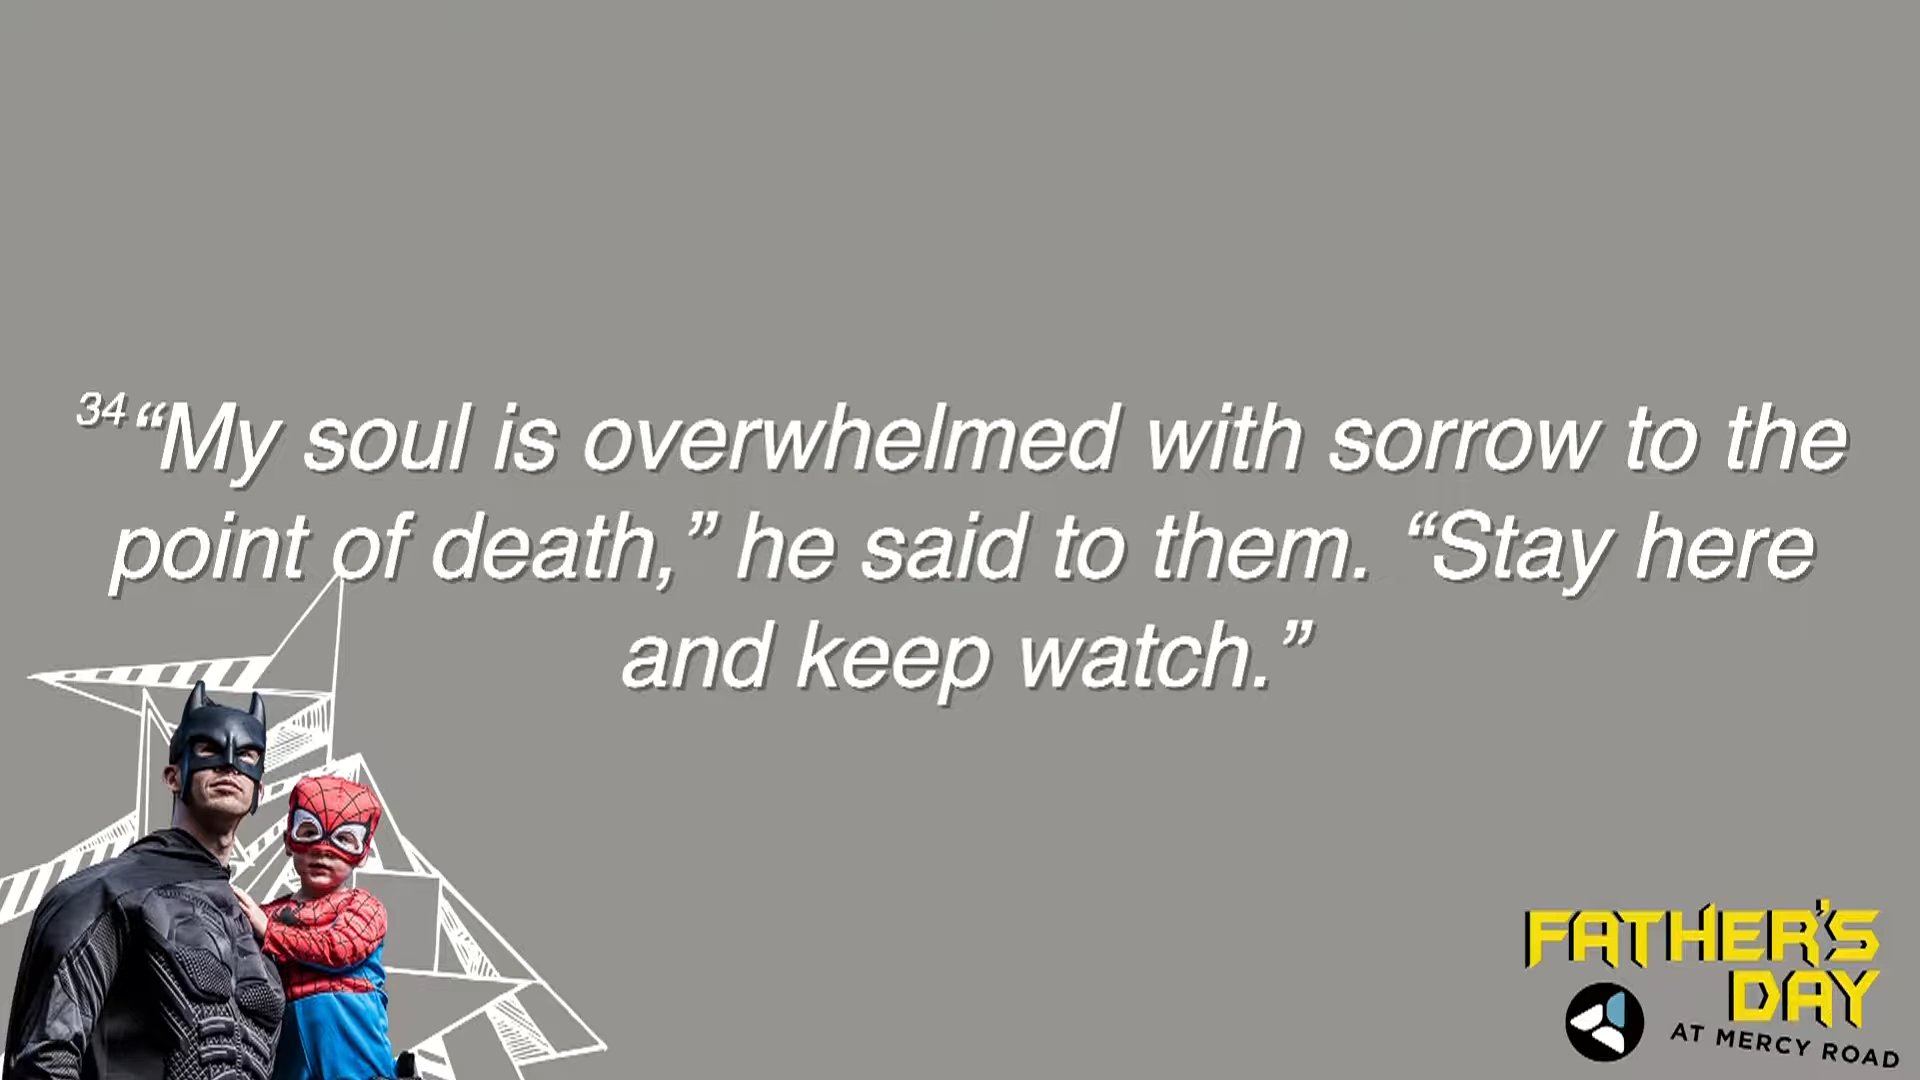 34“My soul is overwhelmed with sorrow to the
point of death,” he said to them. “Stay here
and keep watch.”
FATHER'S
DAY
AT MERCY ROAD